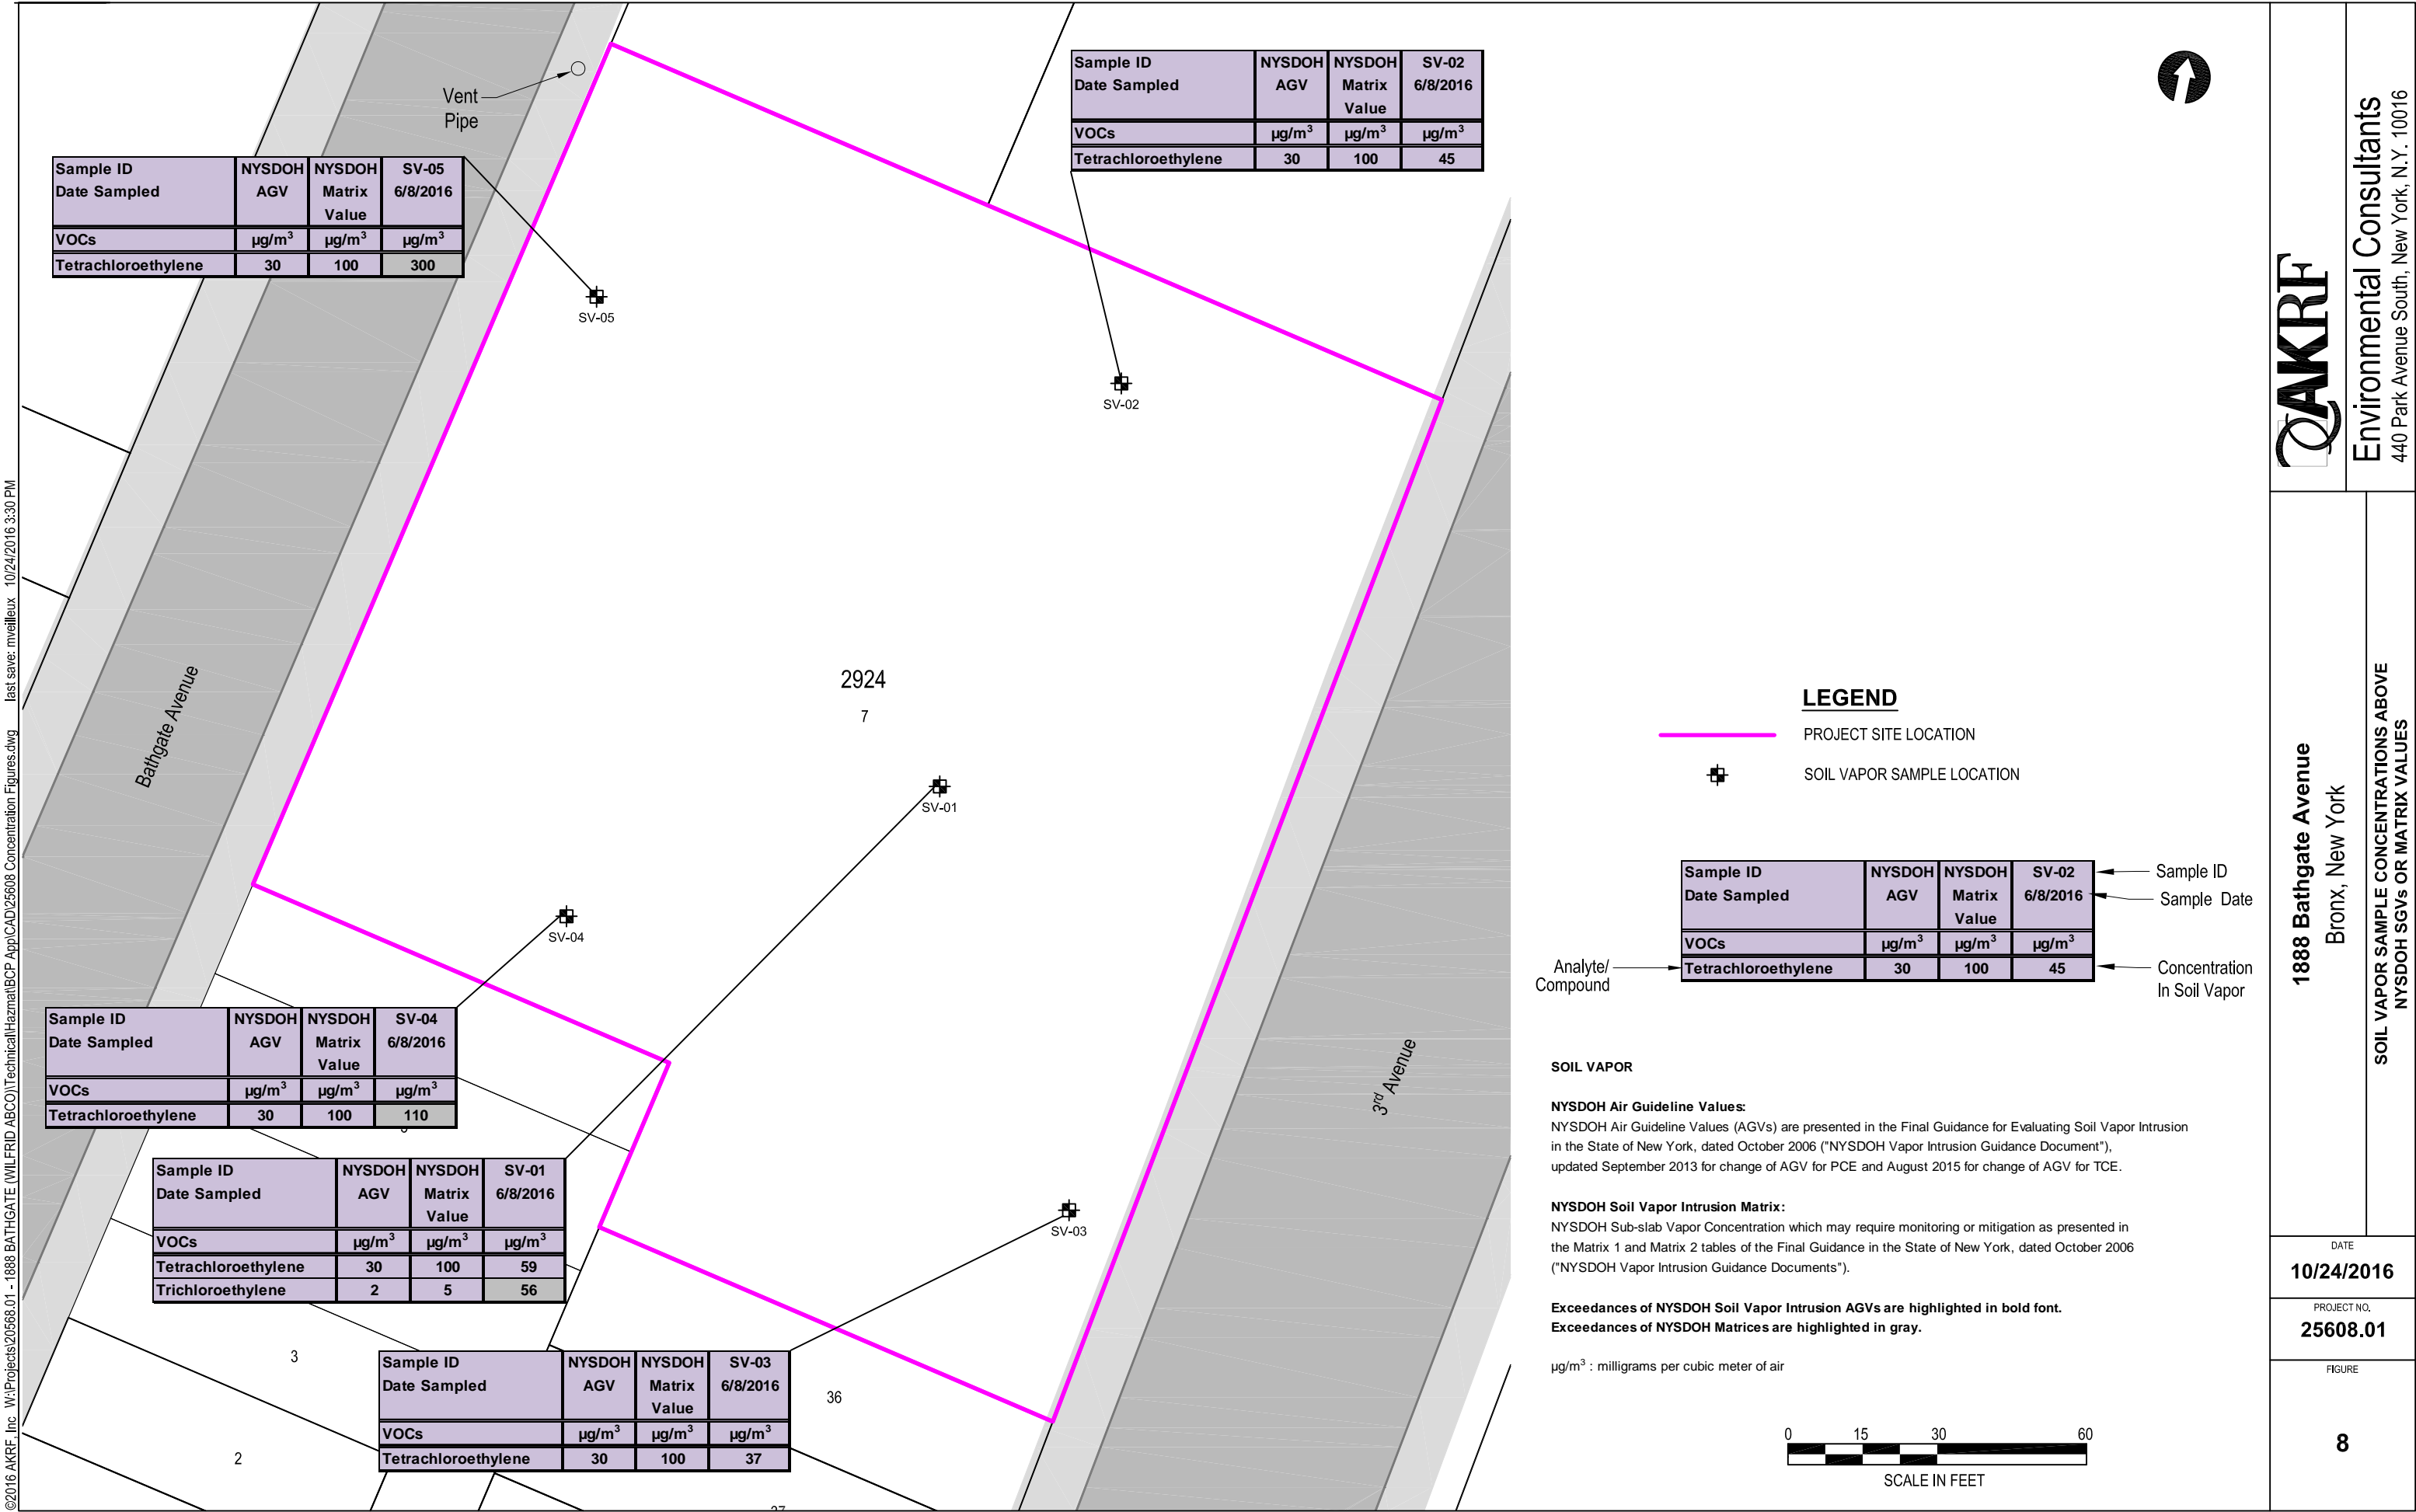 Vent
Pipe
Sample ID NYSDOH NYSDOH SV-02
Date Sampled AGV Matrix 6/8/2016
Value
VOCs µg/m³ µg/m³ µg/m³
Tetrachloroethylene 30 100 45
Sample ID NYSDOH NYSDOH SV-05
Date Sampled AGV Matrix 6/8/2016
Value
VOCs µg/m³ µg/m³ µg/m³
Tetrachloroethylene 30 100 300
SV-05
SV-02
Bathgate Avenue
2924
7
SV-01
SV-04
Sample ID NYSDOH NYSDOH SV-04
Date Sampled AGV Matrix 6/8/2016
Value
VOCs µg/m³ µg/m³ µg/m³
Tetrachloroethylene 30 100 110
3rd Avenue
Sample ID NYSDOH NYSDOH SV-01
Date Sampled AGV Matrix 6/8/2016
Value
VOCs µg/m³ µg/m³ µg/m³
Tetrachloroethylene 30 100 59
Trichloroethylene 2 5 56
SV-03
3
Sample ID NYSDOH NYSDOH SV-03
Date Sampled AGV Matrix 6/8/2016
Value
VOCs µg/m³ µg/m³ µg/m³
Tetrachloroethylene 30 100 37
36
2
LEGEND
PROJECT SITE LOCATION
SOIL VAPOR SAMPLE LOCATION
Sample ID NYSDOH NYSDOH SV-02
Date Sampled AGV Matrix 6/8/2016
Value
VOCs µg/m³ µg/m³ µg/m³
Tetrachloroethylene 30 100 45
Sample ID
Sample Date
Analyte/
Compound
Concentration
In Soil Vapor
SOIL VAPOR
NYSDOH Air Guideline Values:
NYSDOH Air Guideline Values (AGVs) are presented in the Final Guidance for Evaluating Soil Vapor Intrusion
in the State of New York, dated October 2006 ("NYSDOH Vapor Intrusion Guidance Document"),
updated September 2013 for change of AGV for PCE and August 2015 for change of AGV for TCE.
NYSDOH Soil Vapor Intrusion Matrix:
NYSDOH Sub-slab Vapor Concentration which may require monitoring or mitigation as presented in
the Matrix 1 and Matrix 2 tables of the Final Guidance in the State of New York, dated October 2006
("NYSDOH Vapor Intrusion Guidance Documents").
Exceedances of NYSDOH Soil Vapor Intrusion AGVs are highlighted in bold font.
Exceedances of NYSDOH Matrices are highlighted in gray.
µg/m³ : milligrams per cubic meter of air
0 15 30 60
SCALE IN FEET
AKRF
Environmental Consultants
440 Park Avenue South, New York, N.Y. 10016
1888 Bathgate Avenue
Bronx, New York
SOIL VAPOR SAMPLE CONCENTRATIONS ABOVE
NYSDOH SGVs OR MATRIX VALUES
DATE
10/24/2016
PROJECT NO.
25608.01
FIGURE
8
©2016 AKRF, Inc W:\Projects\20568.01 - 1888 BATHGATE (WILFRID ABCO)\Technical\Hazmat\BCP App\CAD\25608 Concentration Figures.dwg last save: mveilleux 10/24/2016 3:30 PM